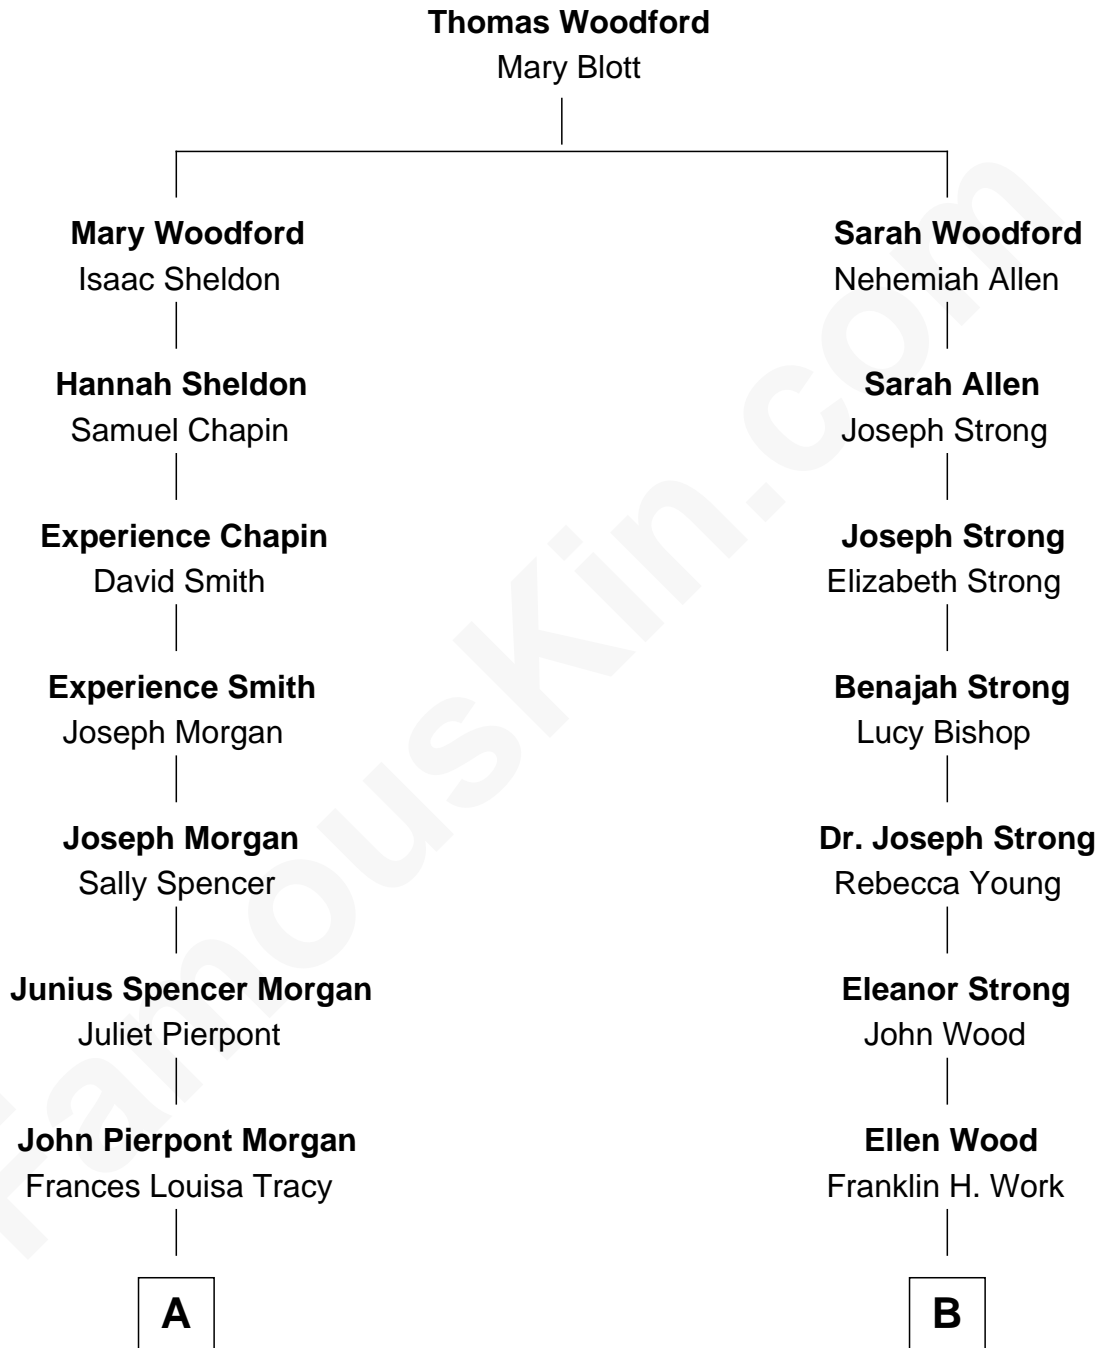 Thomas Woodford
Mary Blott
Mary Woodford
Isaac Sheldon
Hannah Sheldon
Samuel Chapin
Experience Chapin
David Smith
Experience Smith
Joseph Morgan
Joseph Morgan
Sally Spencer
Junius Spencer Morgan
Juliet Pierpont
John Pierpont Morgan
Frances Louisa Tracy
A
Sarah Woodford
Nehemiah Allen
Sarah Allen
Joseph Strong
Joseph Strong
Elizabeth Strong
Benajah Strong
Lucy Bishop
Dr. Joseph Strong
Rebecca Young
Eleanor Strong
John Wood
Ellen Wood
Franklin H. Work
B
FamousKin.com